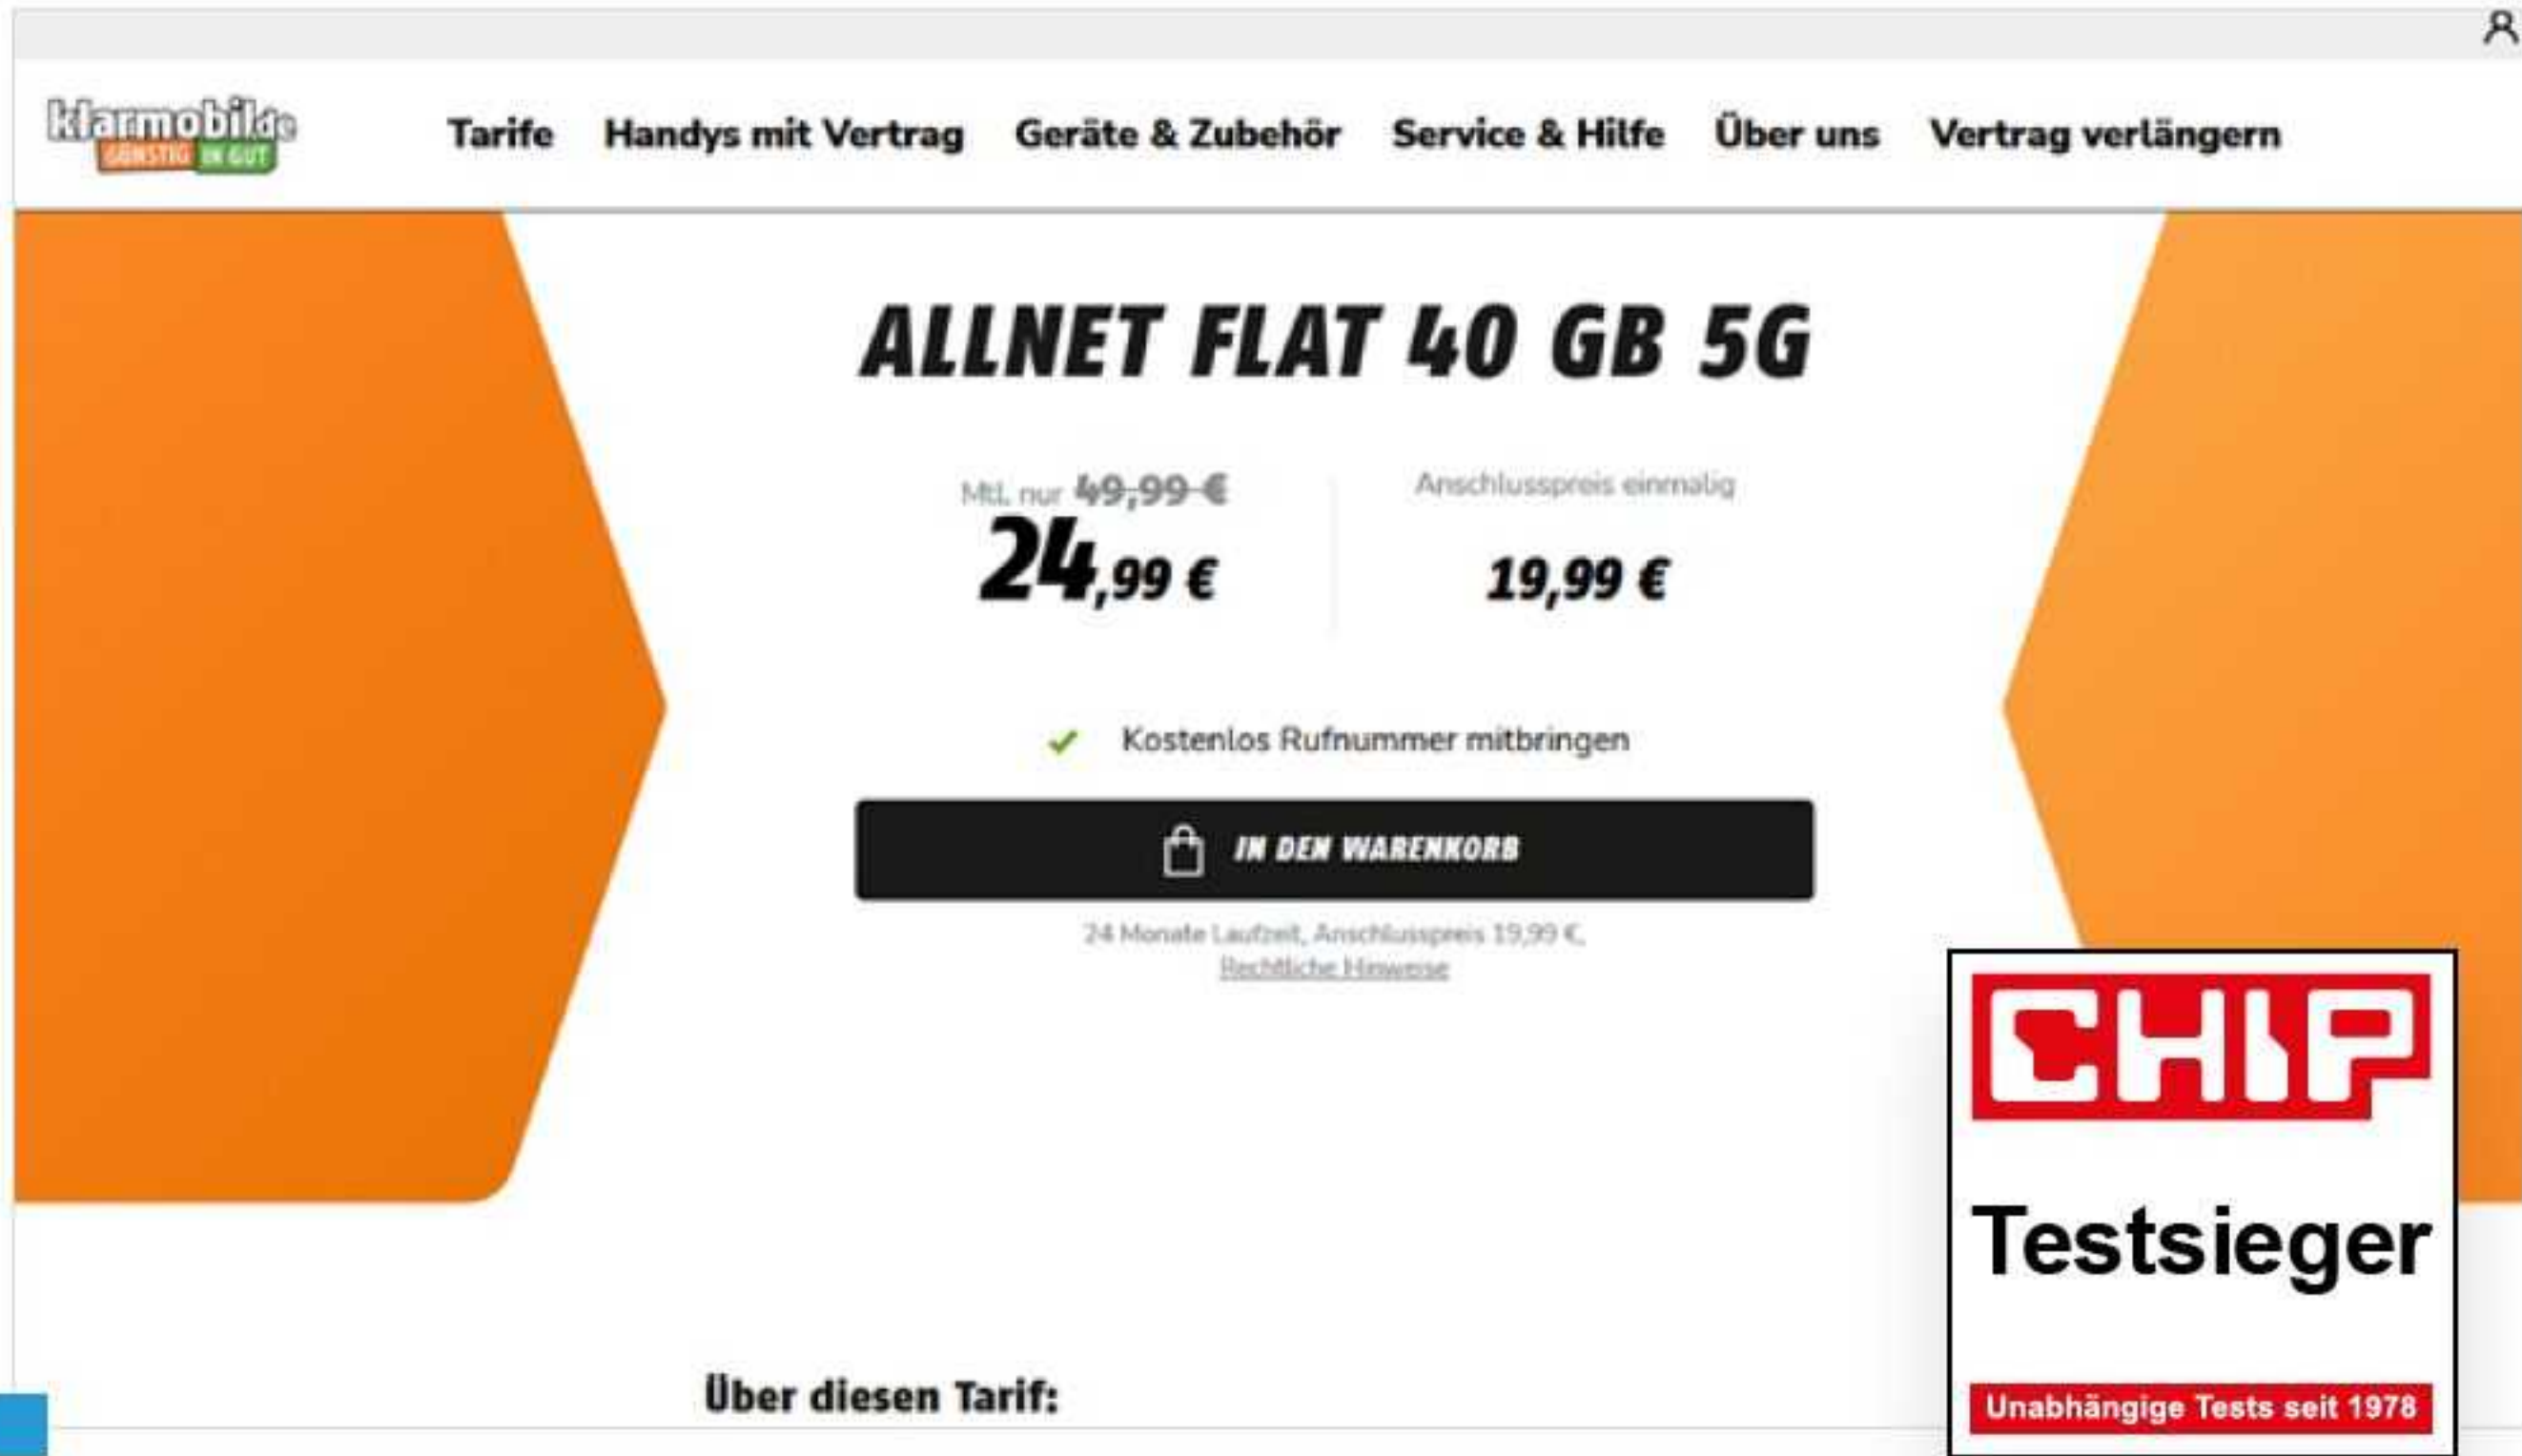 klarmobil.de
GÜNSTIG IN GUT
Tarife Handys mit Vertrag Geräte & Zubehör Service & Hilfe Über uns Vertrag verlängern
ALLNET FLAT 40 GB 5G
Mtl. nur 49,99 € Anschlusspreis einmalig
24,99 € 19,99 €
Kostenlos Rufnummer mitbringen
IN DEN WARENKORB
24 Monate Laufzeit, Anschlusspreis 19,99 €,
Rechtliche Hinweise
CHIP
Testsieger
Über diesen Tarif:
Unabhängige Tests seit 1978